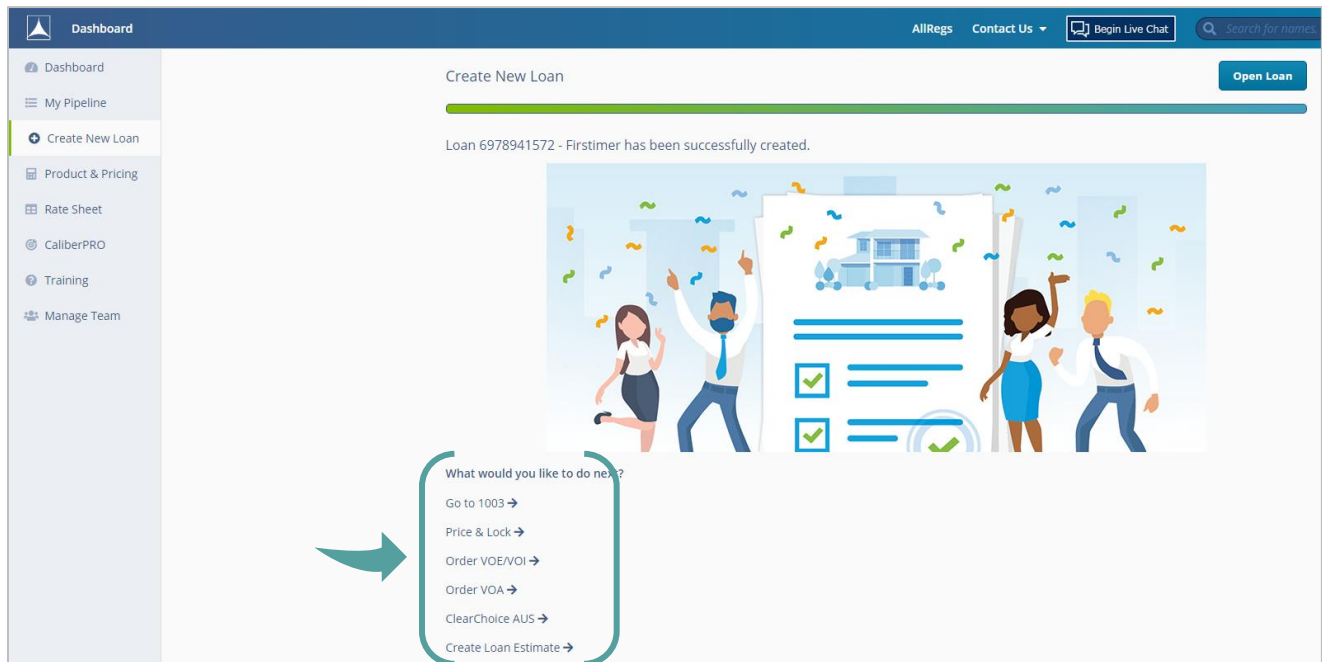 Dashboard
AllRegs Contact Us Begin Live Chat Search for names,
Dashboard
My Pipeline
Create New Loan
Product & Pricing
Rate Sheet
CaliberPRO
Training
Manage Team
Create New Loan
Open Loan
Loan 6978941572 - Firstimer has been successfully created.
What would you like to do next?
Go to 1003 →
Price & Lock →
Order VOE/VOI →
Order VOA →
ClearChoice AUS →
Create Loan Estimate →